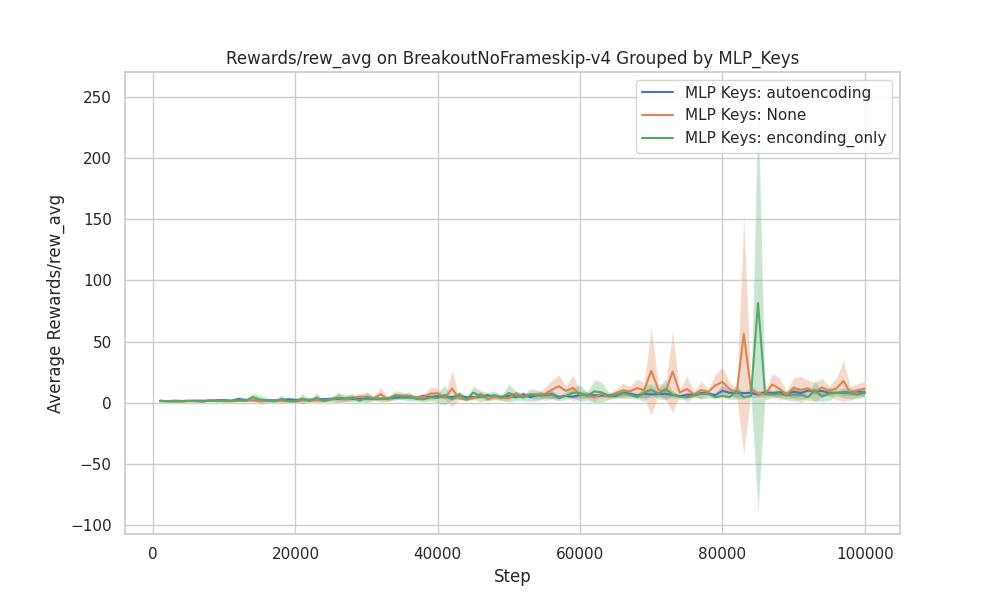 Rewards/rew_avg on BreakoutNoFrameskip-v4 Grouped by MLP_Keys
MLP Keys: autoencoding
MLP Keys: None
MLP Keys: enconding_only
Average Rewards/rew_avg
250
200
150
100
50
0
−50
−100
0 20000 40000 60000 80000 100000
Step